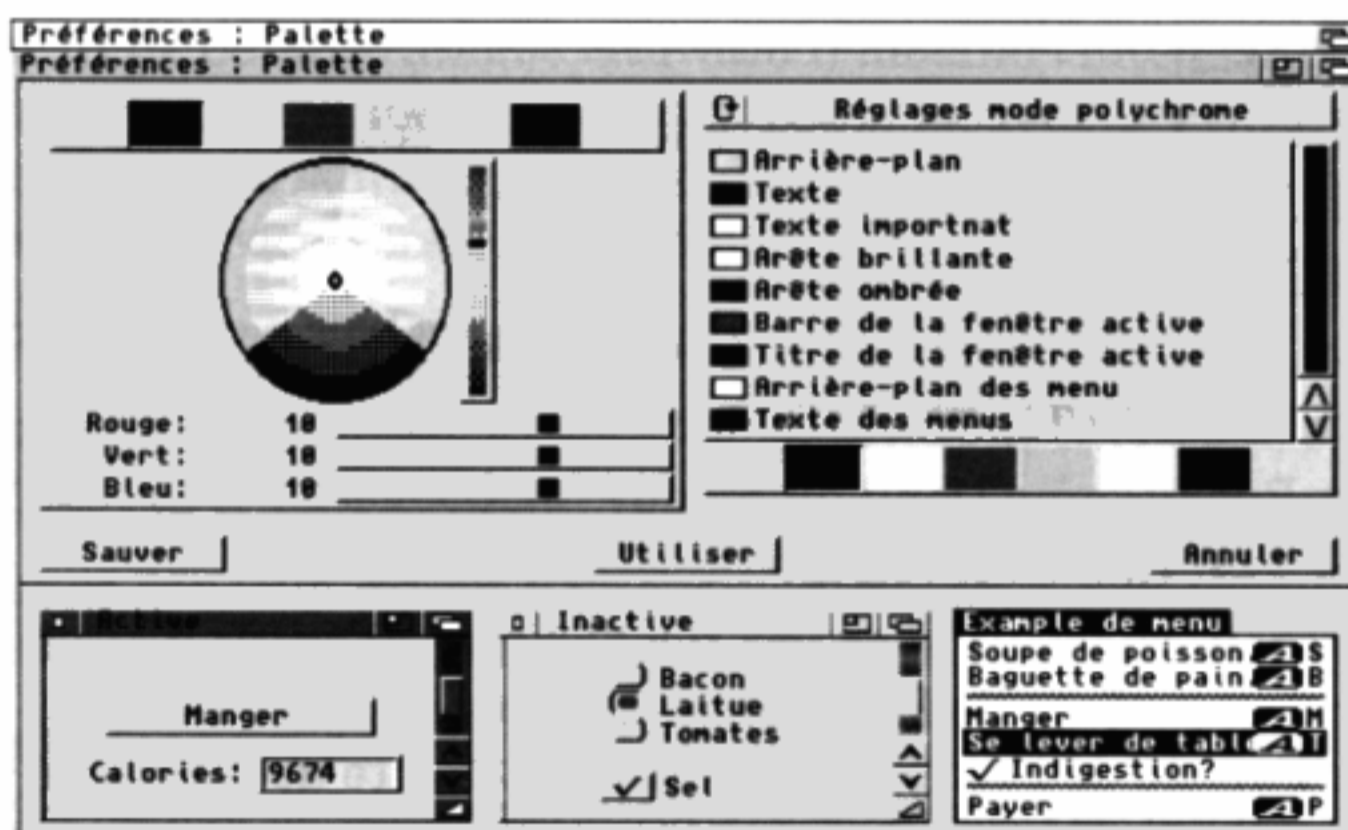 Préférences : Palette
Préférences : Palette
Réglages mode polychrome
Arrière-plan
Texte
Texte importnat
Arête brillante
Arête ombrée
Barre de la fenêtre active
Titre de la fenêtre active
Arrière-plan des menu
Texte des menus
Rouge: 10
Vert: 10
Bleu: 10
Sauver
Utiliser
Annuler
Active
Manger
Calories: 9674
Inactive
Bacon
Laitue
Tomates
Sel
Example de menu
Soupe de poisson A S
Baguette de pain A B
Manger A M
Se lever de tabl A T
Indigestion?
Payer A P